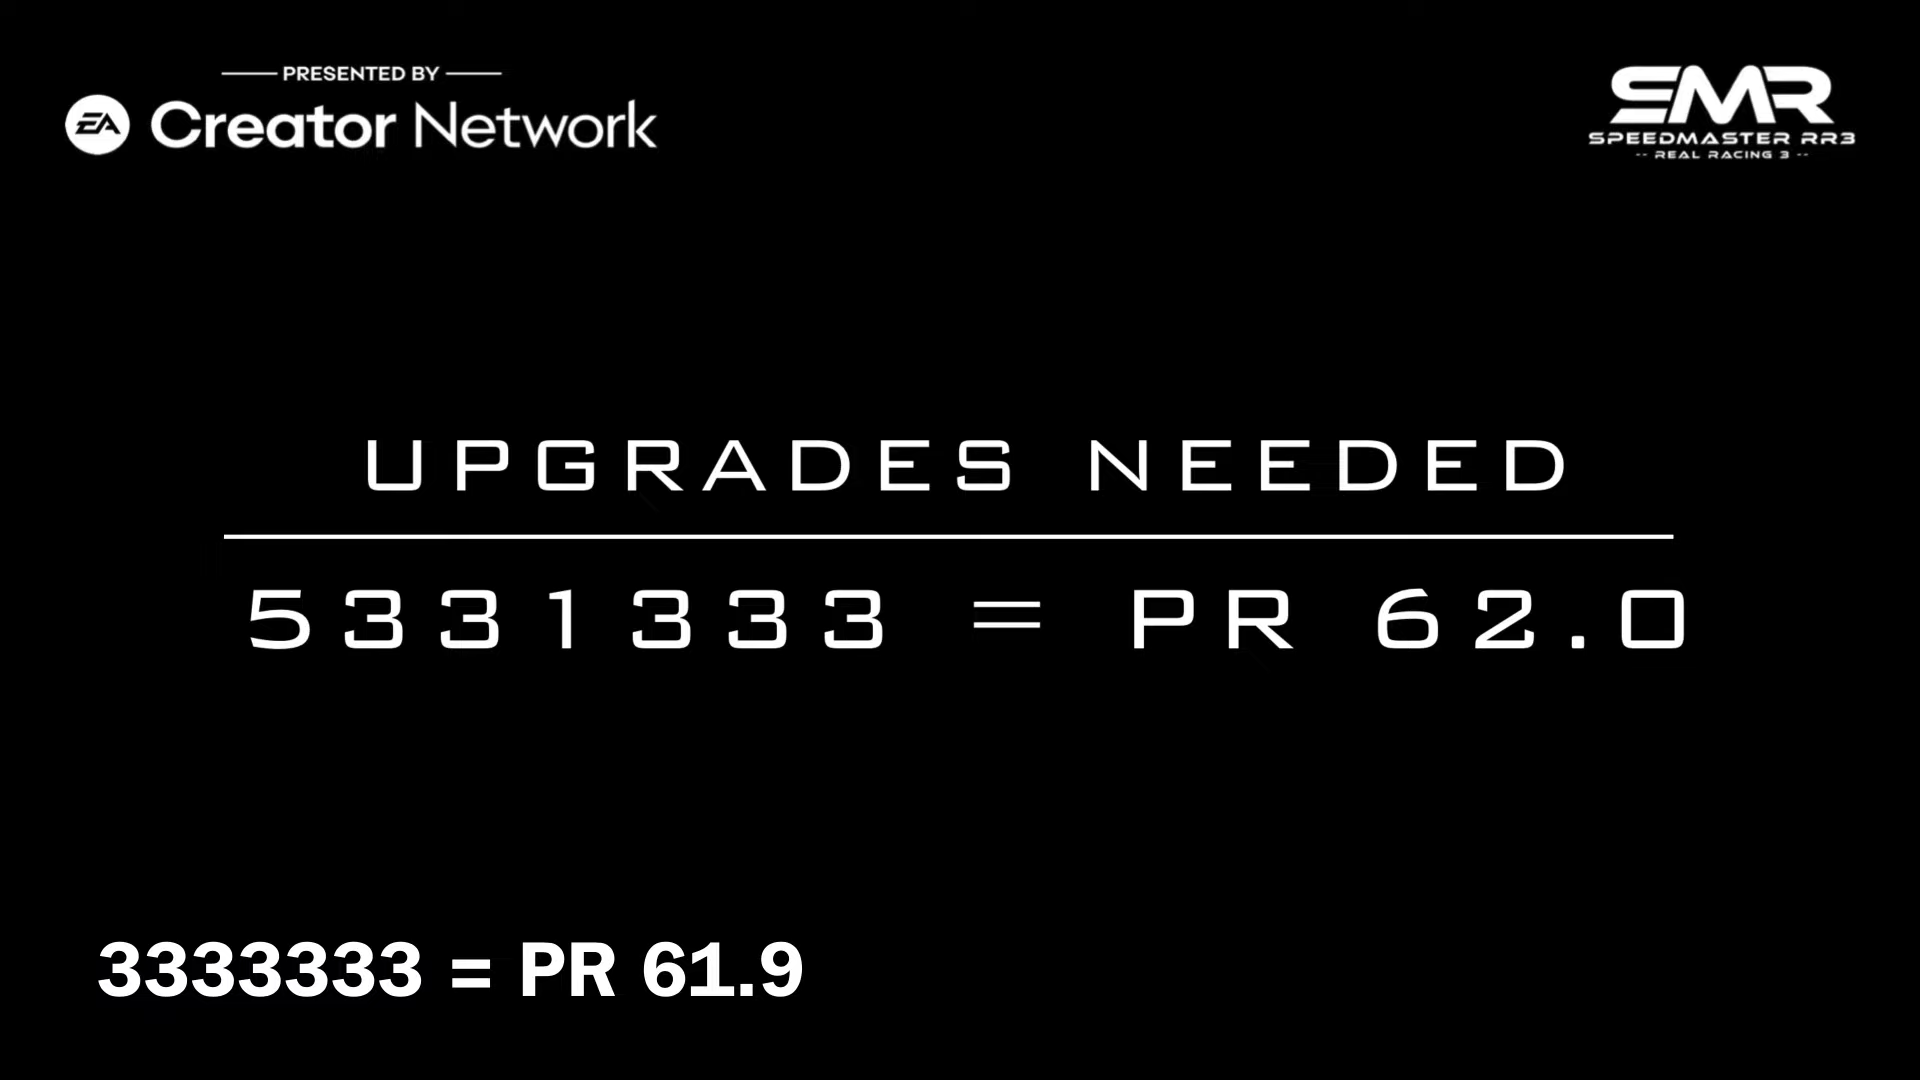 PRESENTED BY
EA Creator Network
SMR
SPEEDMASTER RR3
-- REAL RACING 3 --
UPGRADES NEEDED
5331333 = PR 62.0
3333333 = PR 61.9